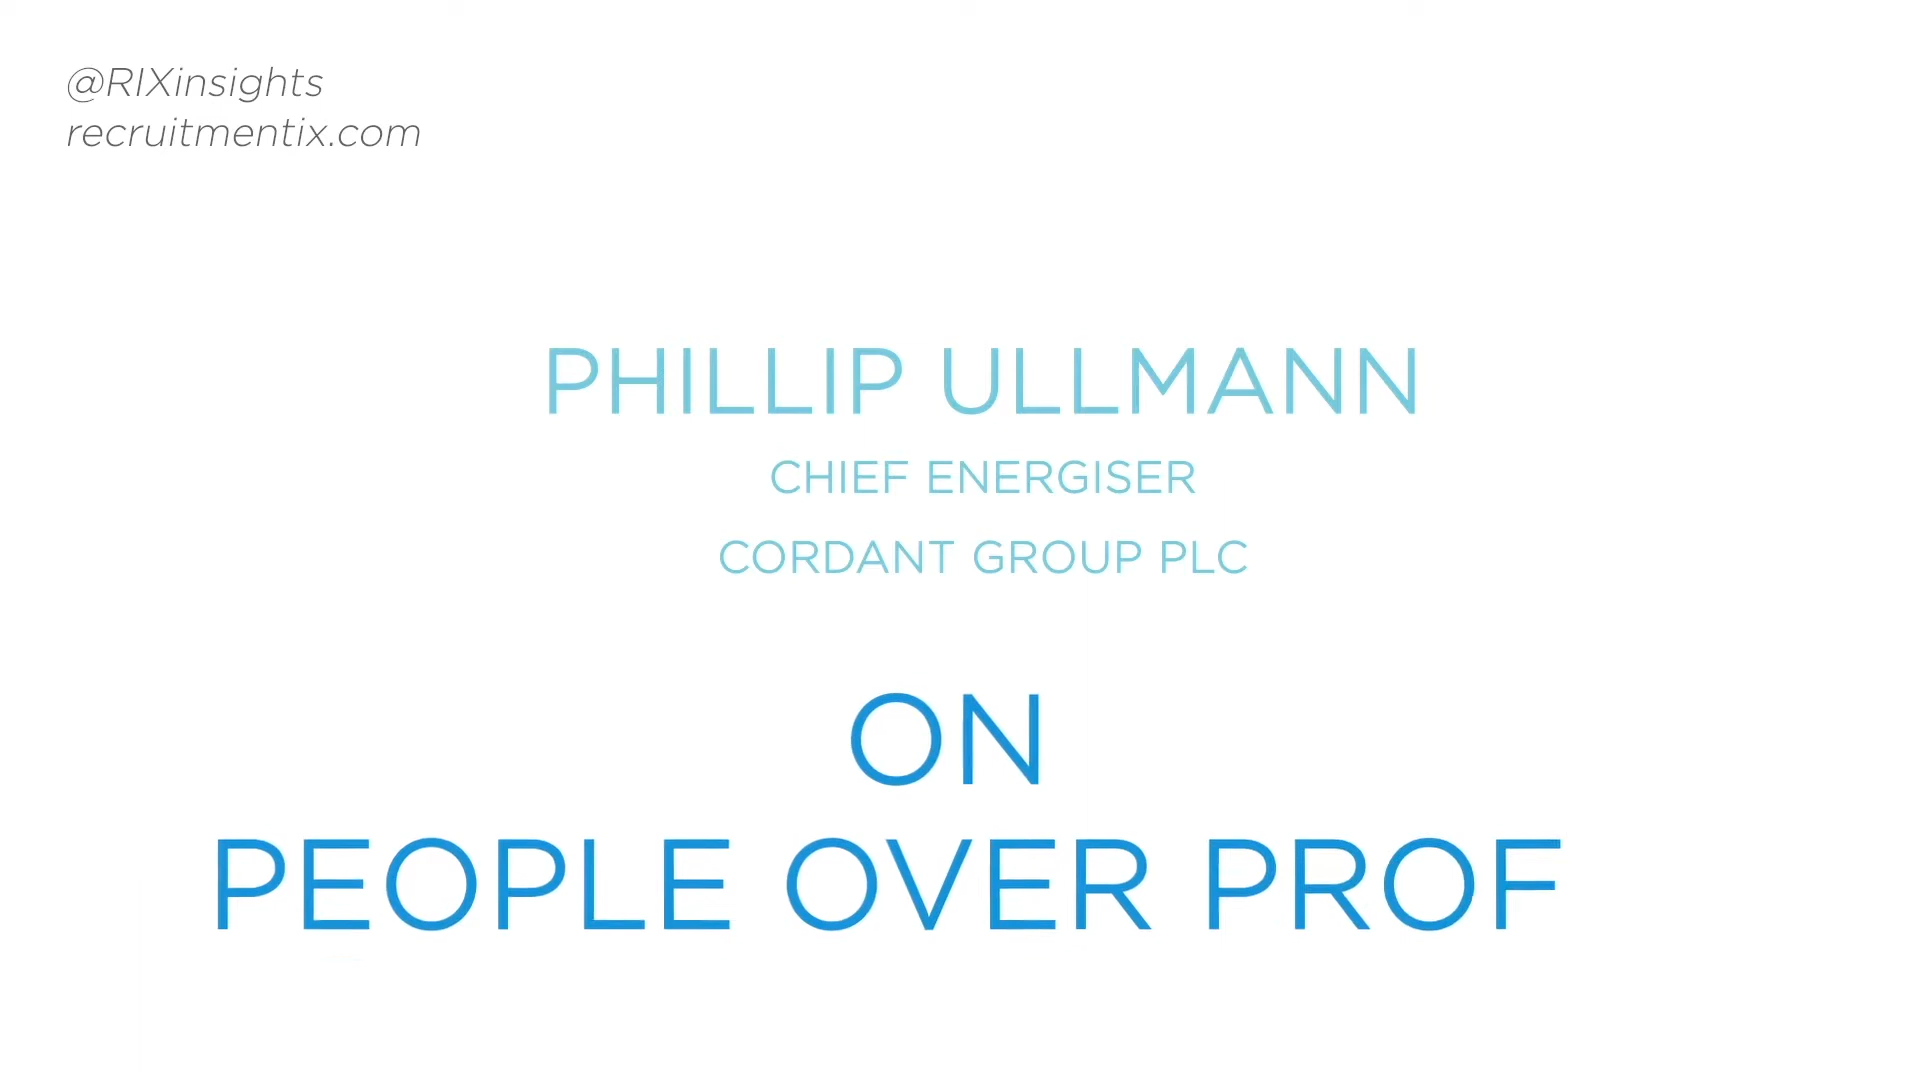 @RIXinsights
recruitmentix.com
PHILLIP ULLMANN
CHIEF ENERGISER
CORDANT GROUP PLC
ON
PEOPLE OVER PROF